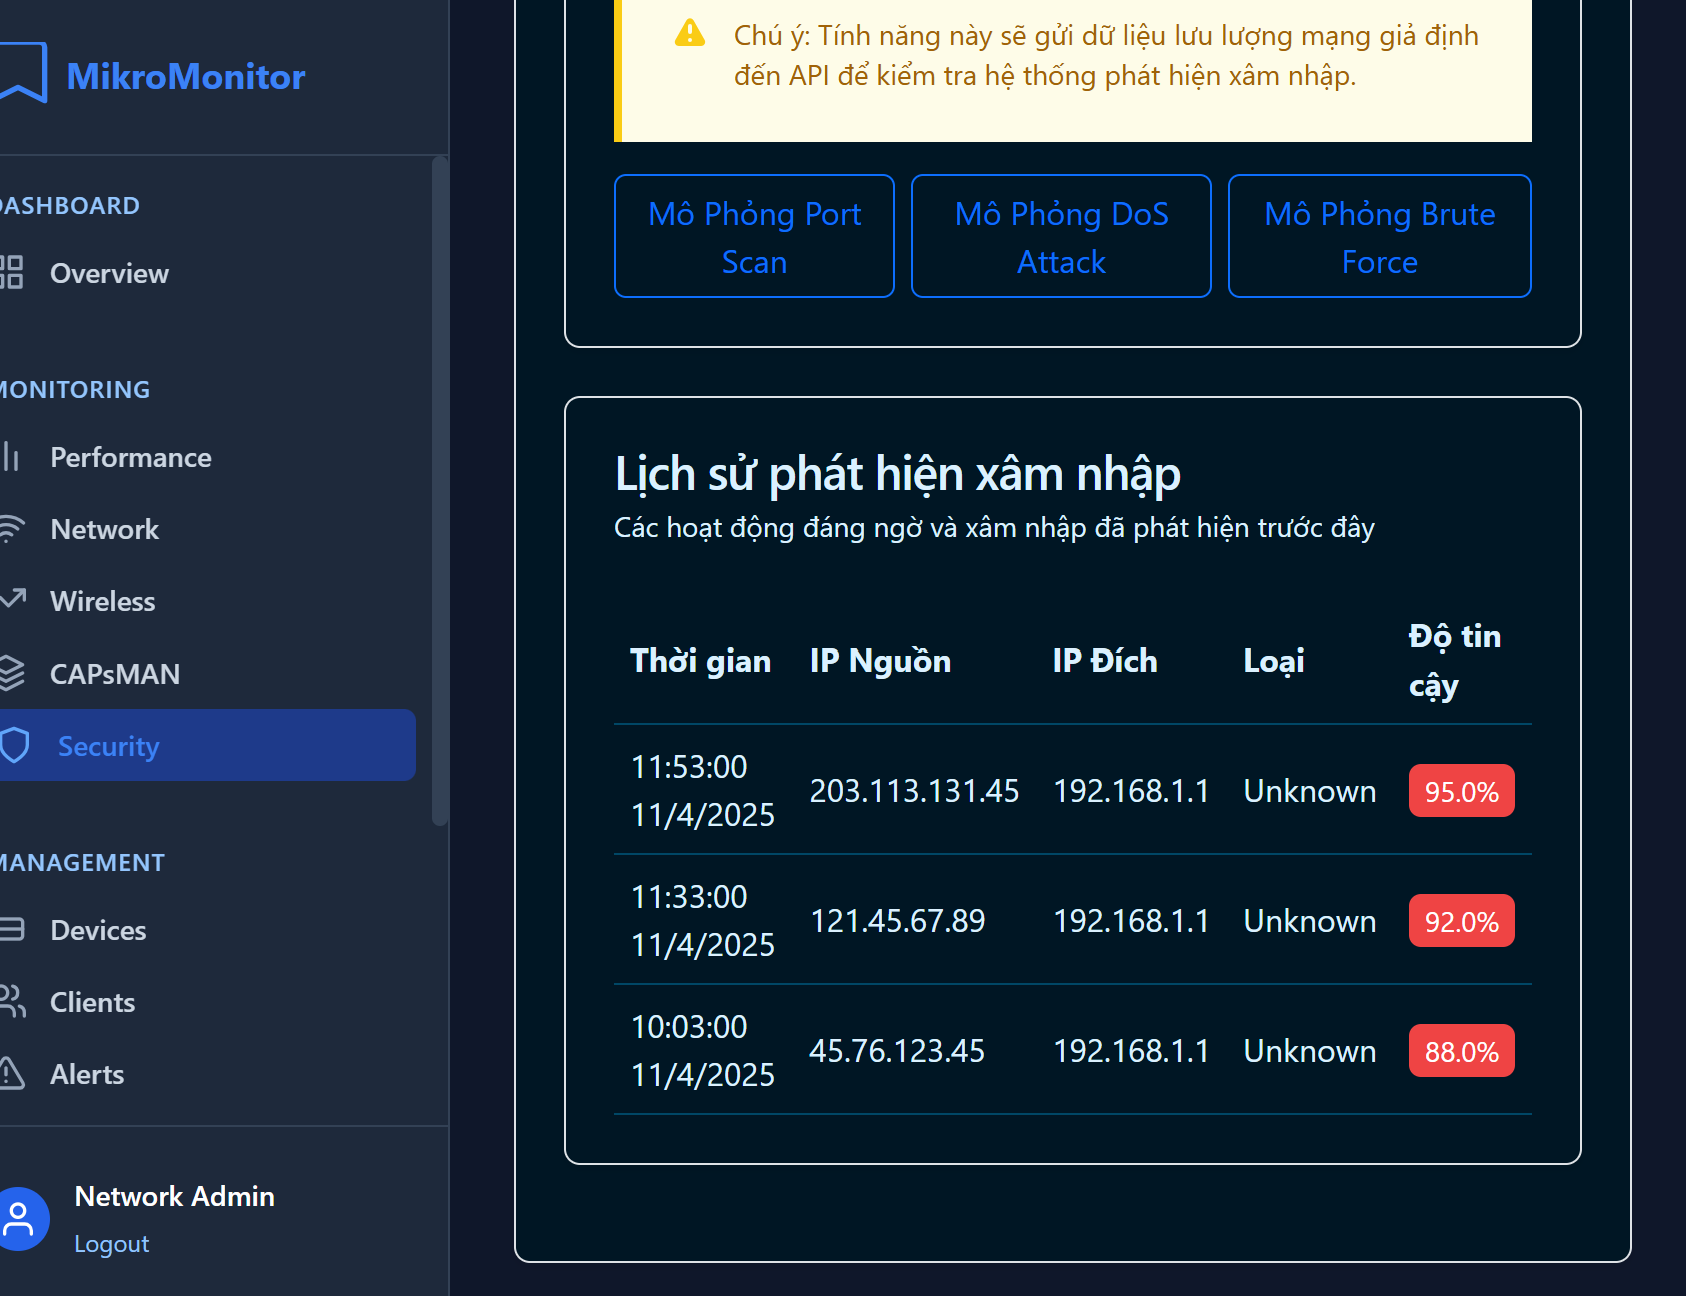 MikroMonitor
DASHBOARD
Overview
MONITORING
Performance
Network
Wireless
CAPsMAN
Security
MANAGEMENT
Devices
Clients
Alerts
Network Admin
Logout
Chú ý: Tính năng này sẽ gửi dữ liệu lưu lượng mạng giả định
đến API để kiểm tra hệ thống phát hiện xâm nhập.
Mô Phỏng Port
Scan
Mô Phỏng DoS
Attack
Mô Phỏng Brute
Force
Lịch sử phát hiện xâm nhập
Các hoạt động đáng ngờ và xâm nhập đã phát hiện trước đây
Thời gian IP Nguồn IP Đích Loại Độ tin
cậy
11:53:00
11/4/2025 203.113.131.45 192.168.1.1 Unknown 95.0%
11:33:00
11/4/2025 121.45.67.89 192.168.1.1 Unknown 92.0%
10:03:00
11/4/2025 45.76.123.45 192.168.1.1 Unknown 88.0%